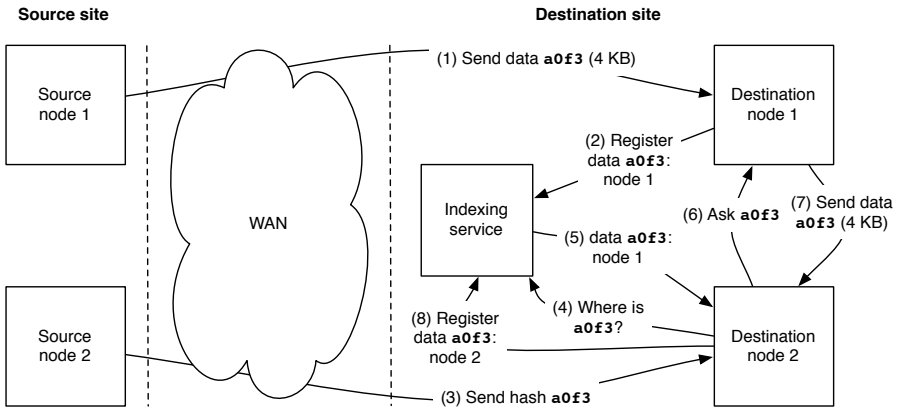 Source site
Destination site
(1) Send data a0f3 (4 KB)
Source
node 1
Destination
node 1
(2) Register
data a0f3:
node 1
Indexing
service
WAN
(6) Ask a0f3
(7) Send data
a0f3 (4 KB)
(5) data a0f3:
node 1
(4) Where is
a0f3?
(8) Register
data a0f3:
node 2
Source
node 2
Destination
node 2
(3) Send hash a0f3